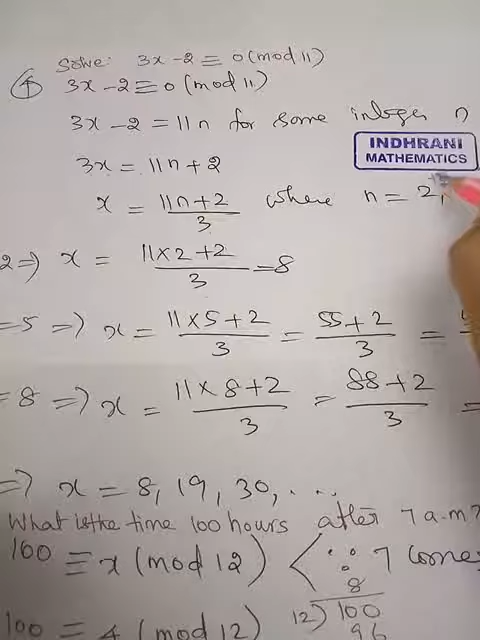 Solve: 3x-2 ≡ 0 (mod 11)
④ 3x-2 ≡ 0 (mod 11)
3x-2 = 11n for some integer n
INDHRANI
MATHEMATICS
3x = 11n+2
x = 11n+2/3 where n = 2,
2 ⇒ x = 11×2+2/3 = 8
=5 ⇒ x = 11×5+2/3 = 55+2/3 =
=8 ⇒ x = 11×8+2/3 = 88+2/3 =
⇒ x = 8, 19, 30, ...
What is the time 100 hours after 7 a.m?
100 ≡ x (mod 12) < ∵ 7 comes
8
100 ≡ 4 (mod 12) 12) 100
96